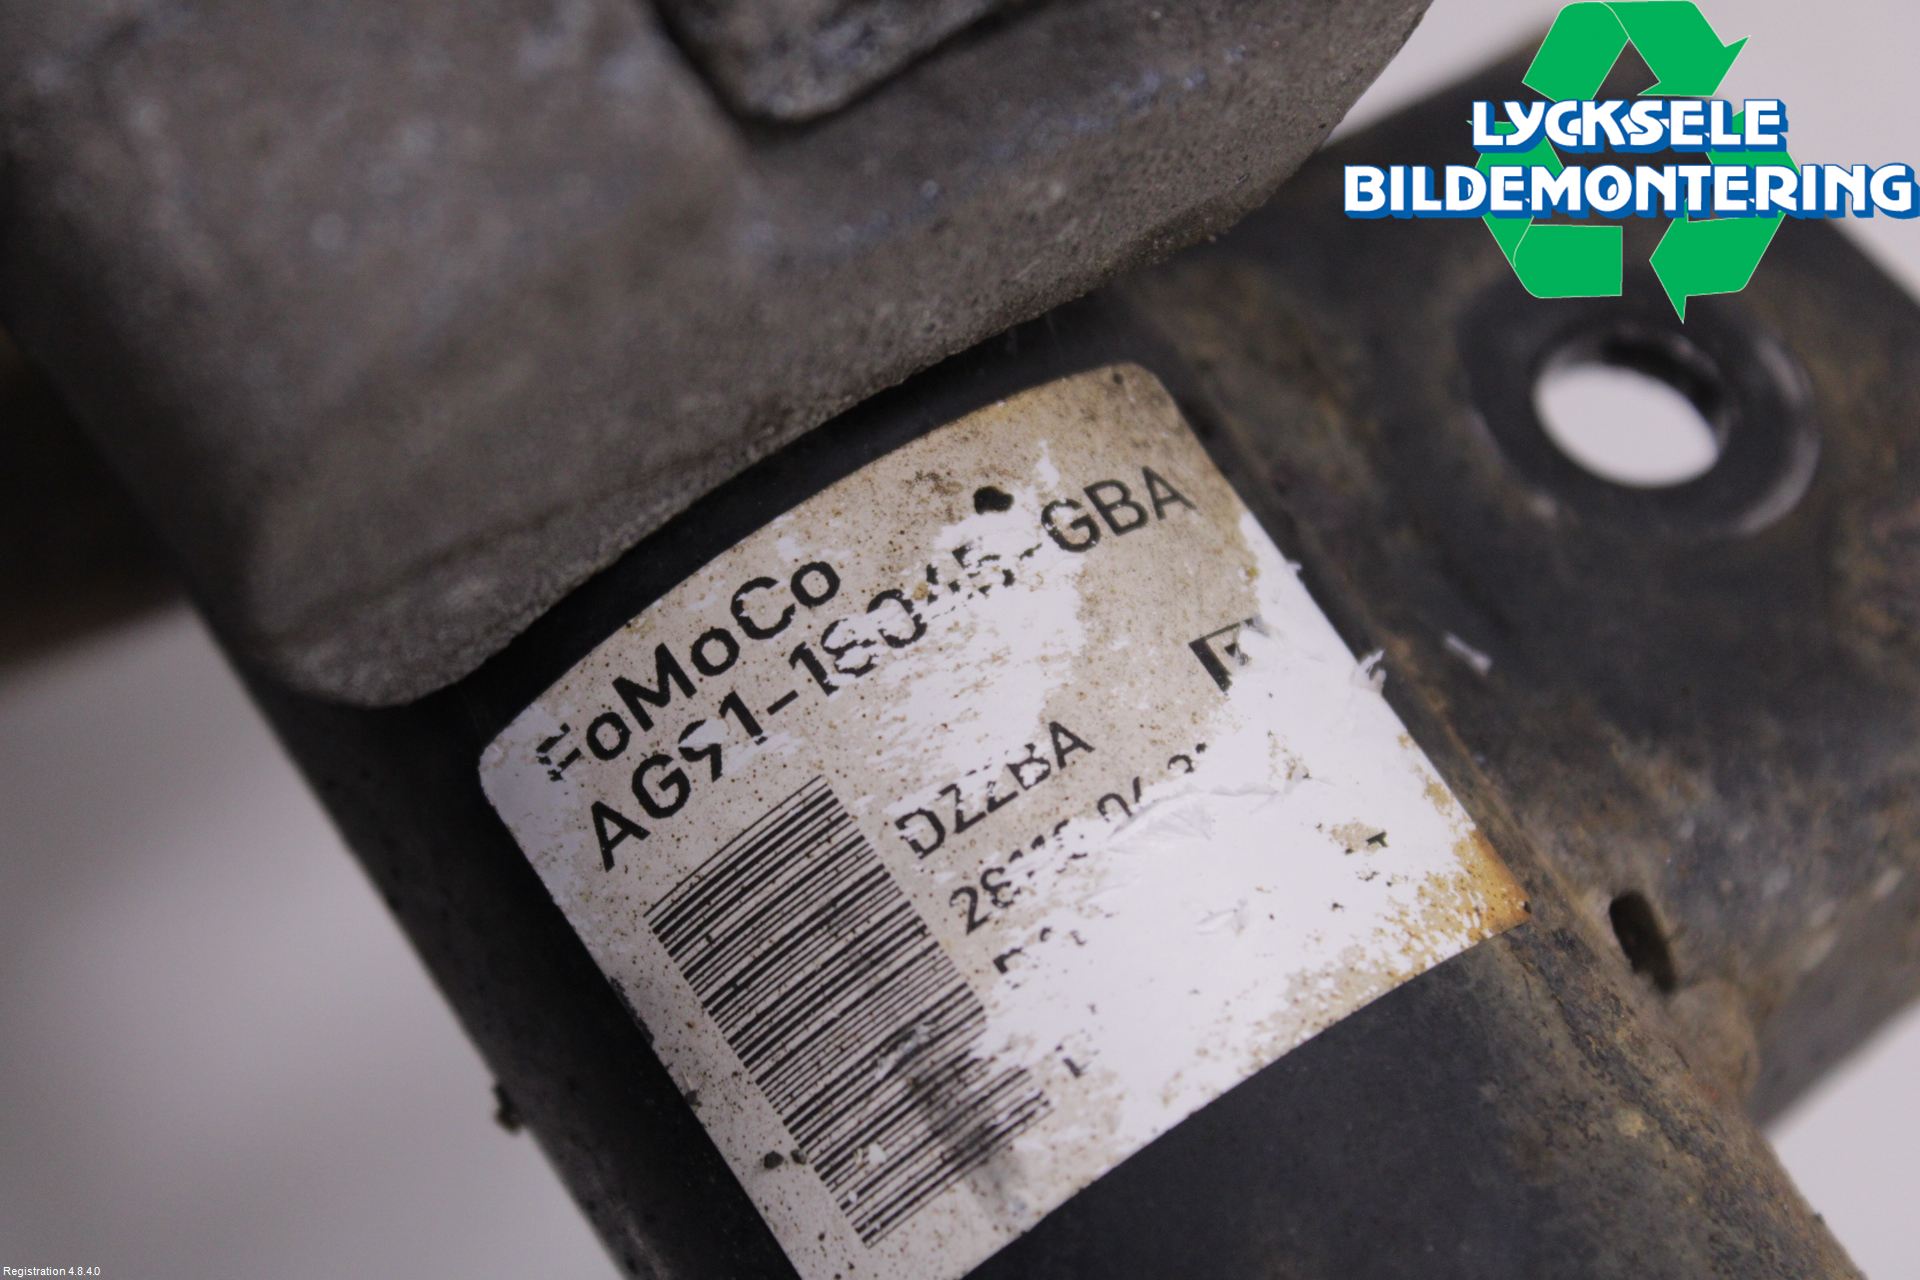 LYCKSELE
BILDEMONTERING
FoMoCo
AG91-18045-GBA
DZZBA
Registration 4.8.4.0